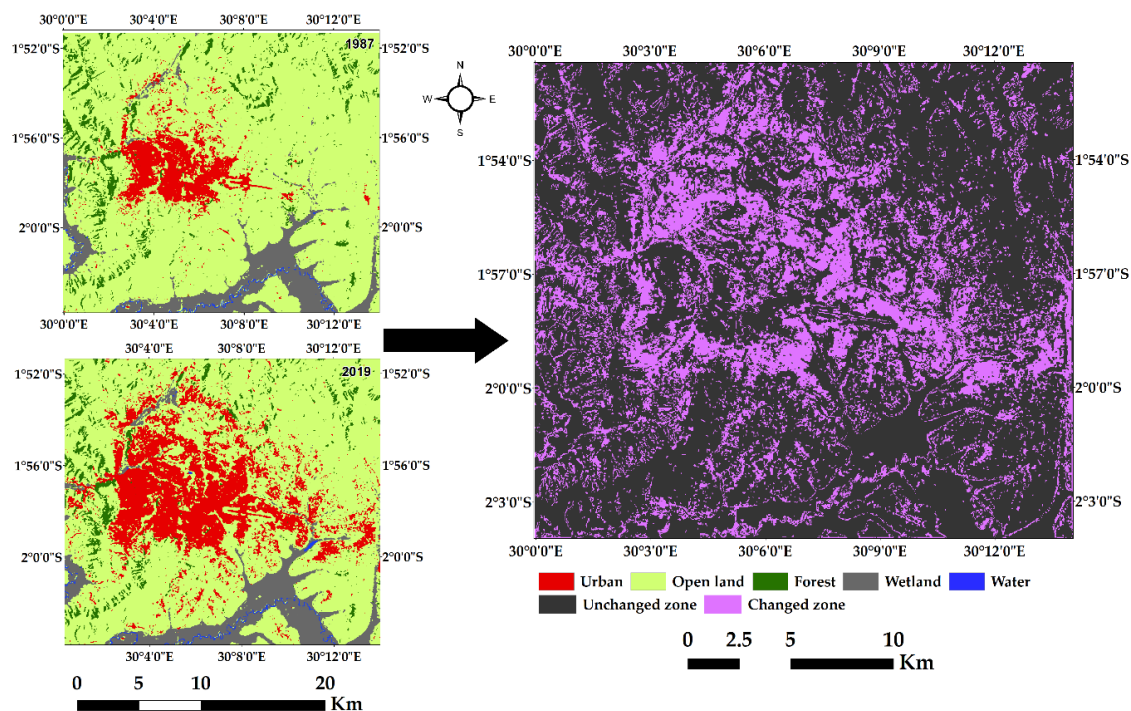 30°0'0"E 30°4'0"E 30°8'0"E 30°12'0"E
1°52'0"S 1987 1°52'0"S
1°56'0"S 1°56'0"S
2°0'0"S 2°0'0"S
30°0'0"E 30°4'0"E 30°8'0"E 30°12'0"E
N
W E
S
30°4'0"E 30°8'0"E 30°12'0"E
1°52'0"S 2019 1°52'0"S
1°56'0"S 1°56'0"S
2°0'0"S 2°0'0"S
30°4'0"E 30°8'0"E 30°12'0"E
0 5 10 20
Km
30°0'0"E 30°3'0"E 30°6'0"E 30°9'0"E 30°12'0"E
1°54'0"S 1°54'0"S
1°57'0"S 1°57'0"S
2°0'0"S 2°0'0"S
2°3'0"S 2°3'0"S
30°0'0"E 30°3'0"E 30°6'0"E 30°9'0"E 30°12'0"E
Urban Open land Forest Wetland Water
Unchanged zone Changed zone
0 2.5 5 10
Km